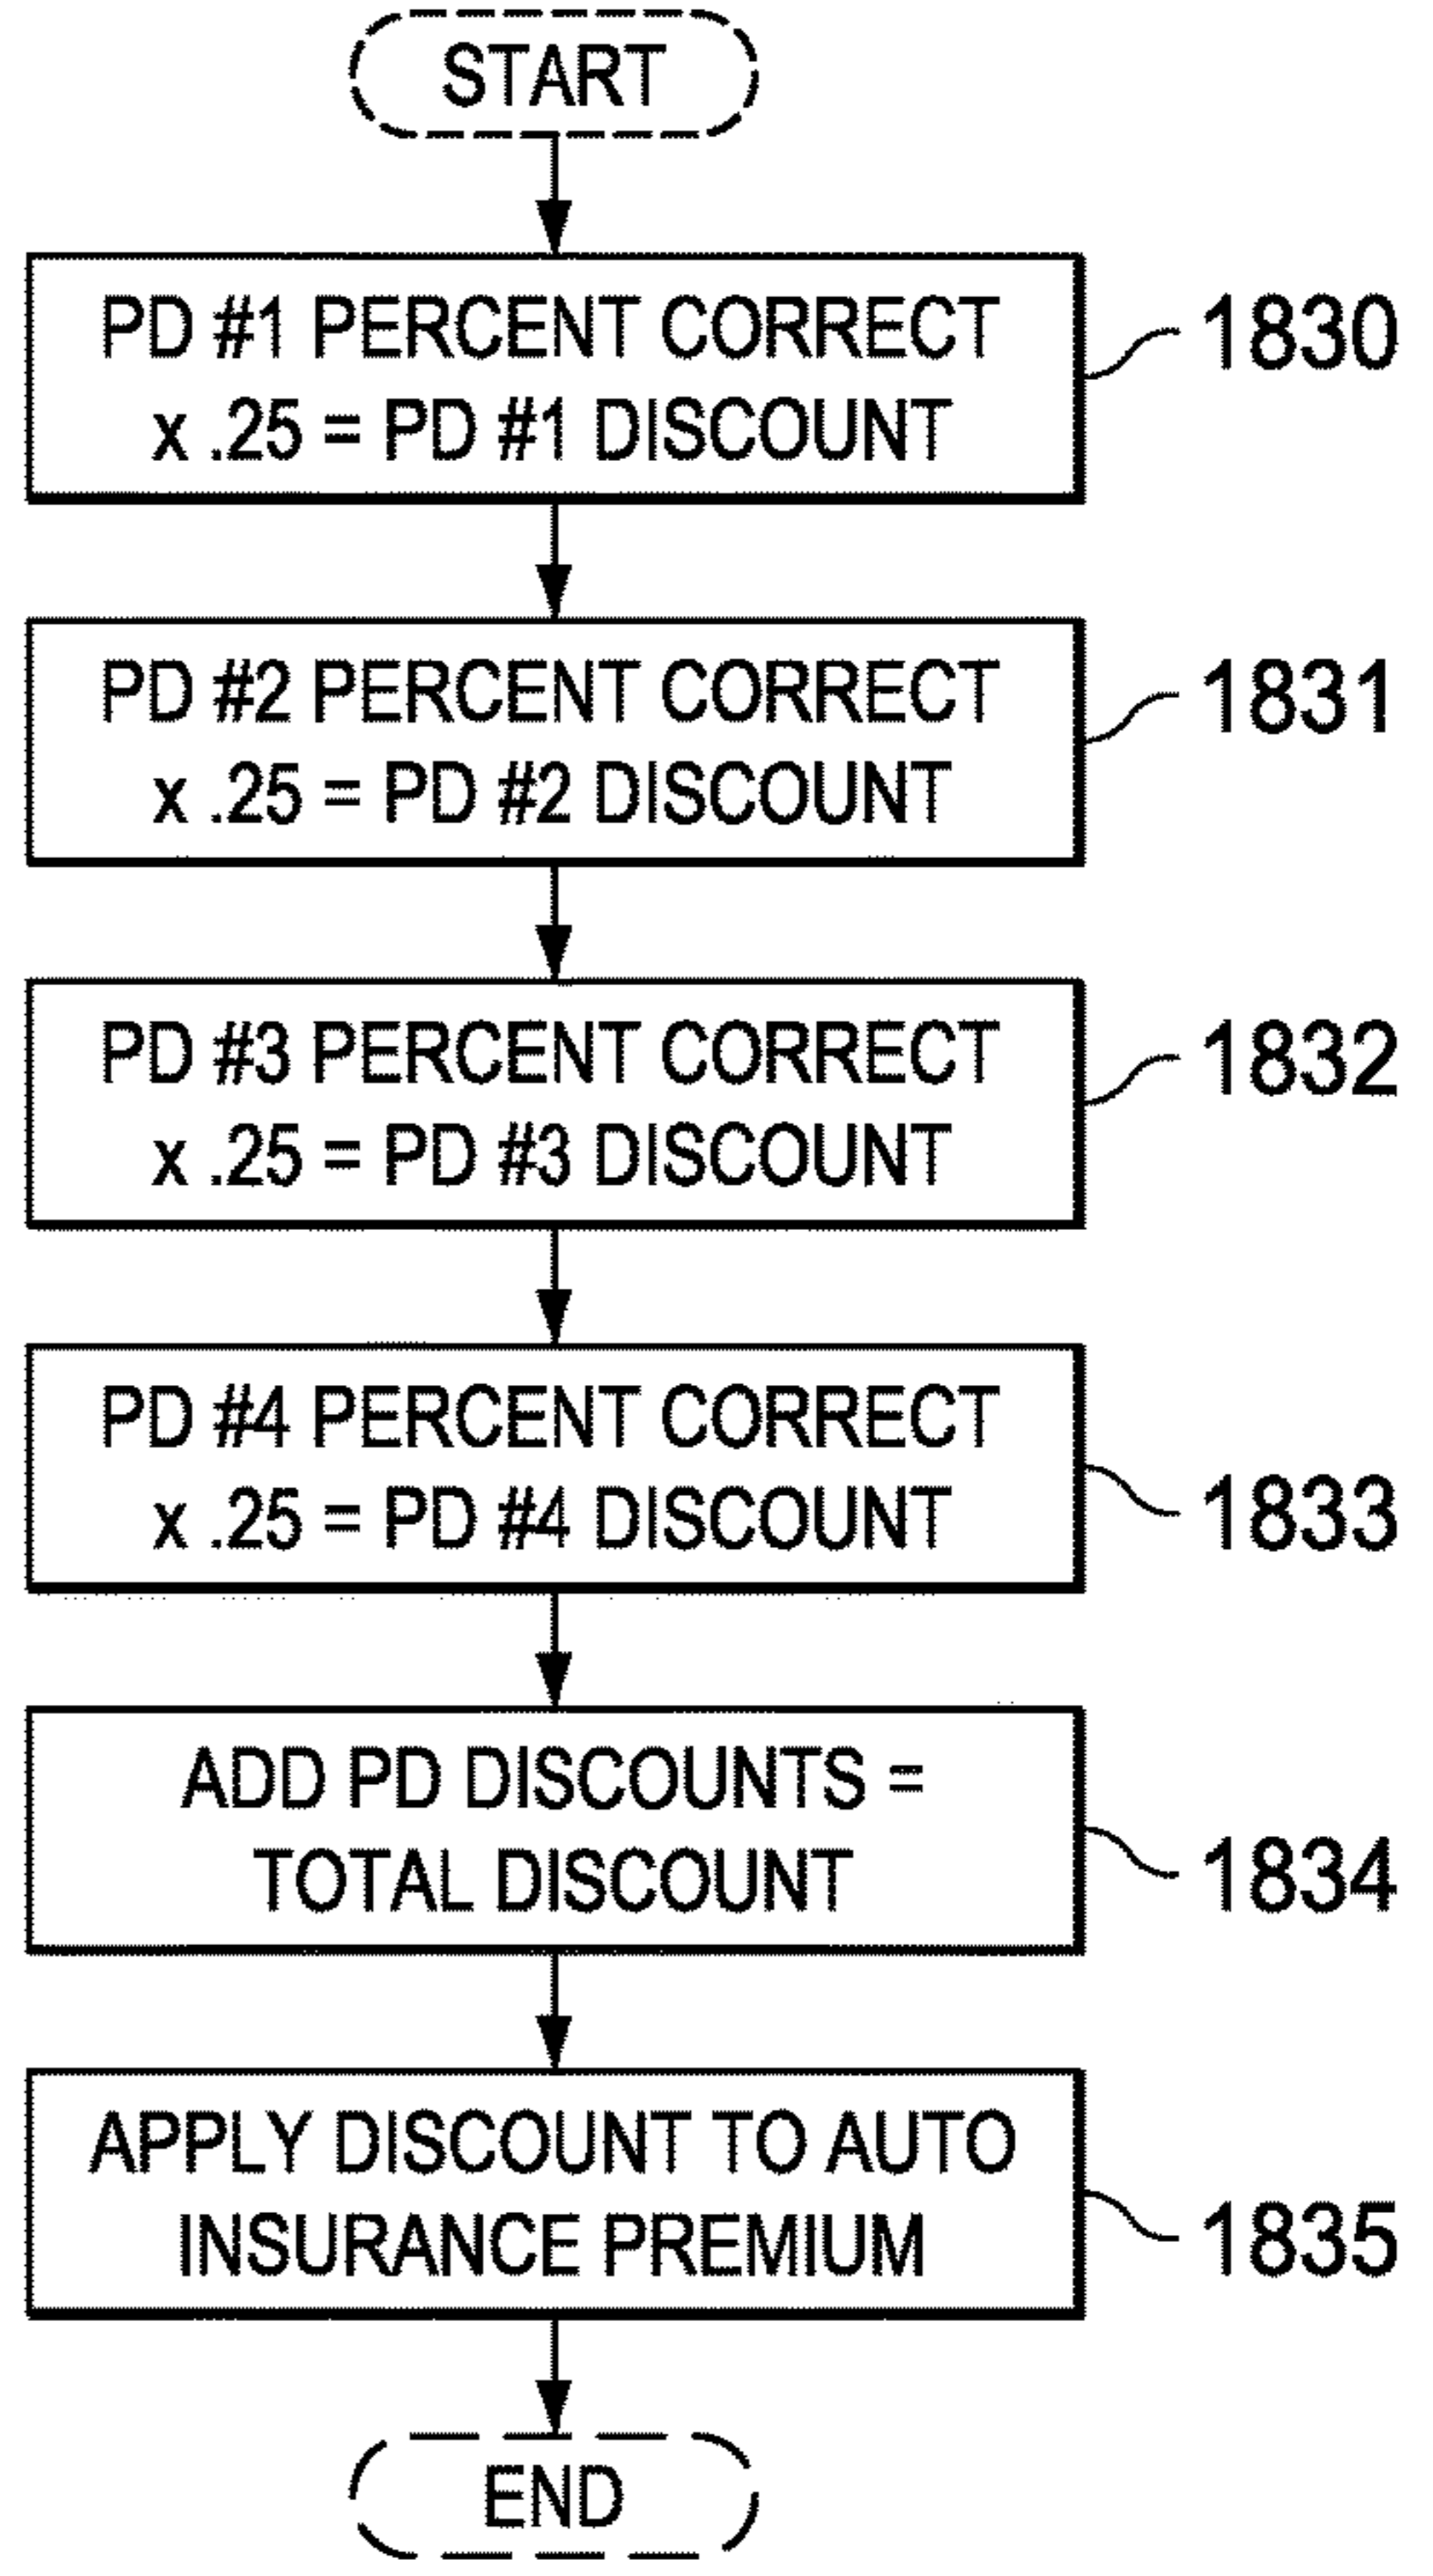 START
PD #1 PERCENT CORRECT
x .25 = PD #1 DISCOUNT
1830
PD #2 PERCENT CORRECT
x .25 = PD #2 DISCOUNT
1831
PD #3 PERCENT CORRECT
x .25 = PD #3 DISCOUNT
1832
PD #4 PERCENT CORRECT
x .25 = PD #4 DISCOUNT
1833
ADD PD DISCOUNTS =
TOTAL DISCOUNT
1834
APPLY DISCOUNT TO AUTO
INSURANCE PREMIUM
1835
END